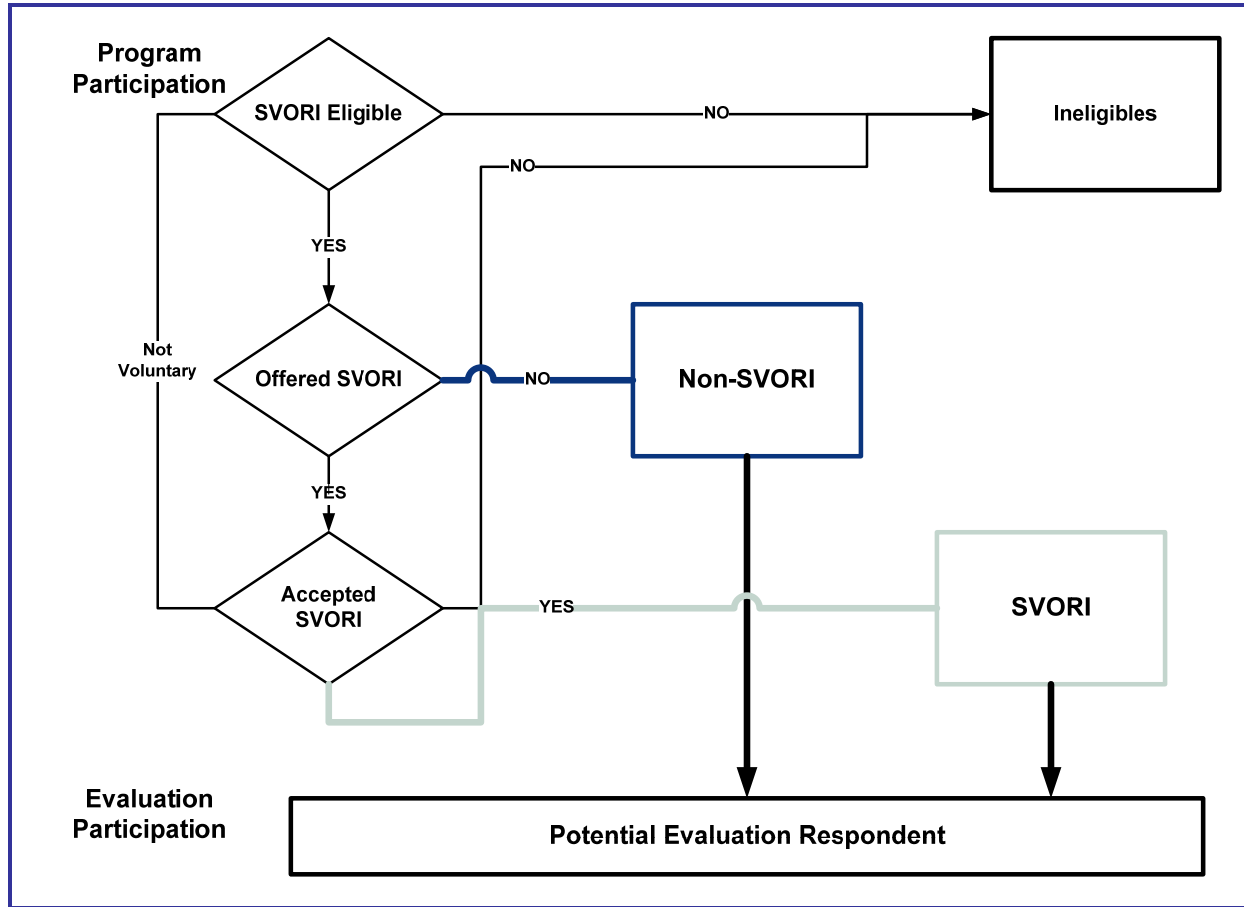 Program
Participation
SVORI Eligible
NO
Ineligibles
NO
YES
Not
Voluntary
Offered SVORI
NO
Non-SVORI
YES
Accepted
SVORI
YES
SVORI
Evaluation
Participation
Potential Evaluation Respondent